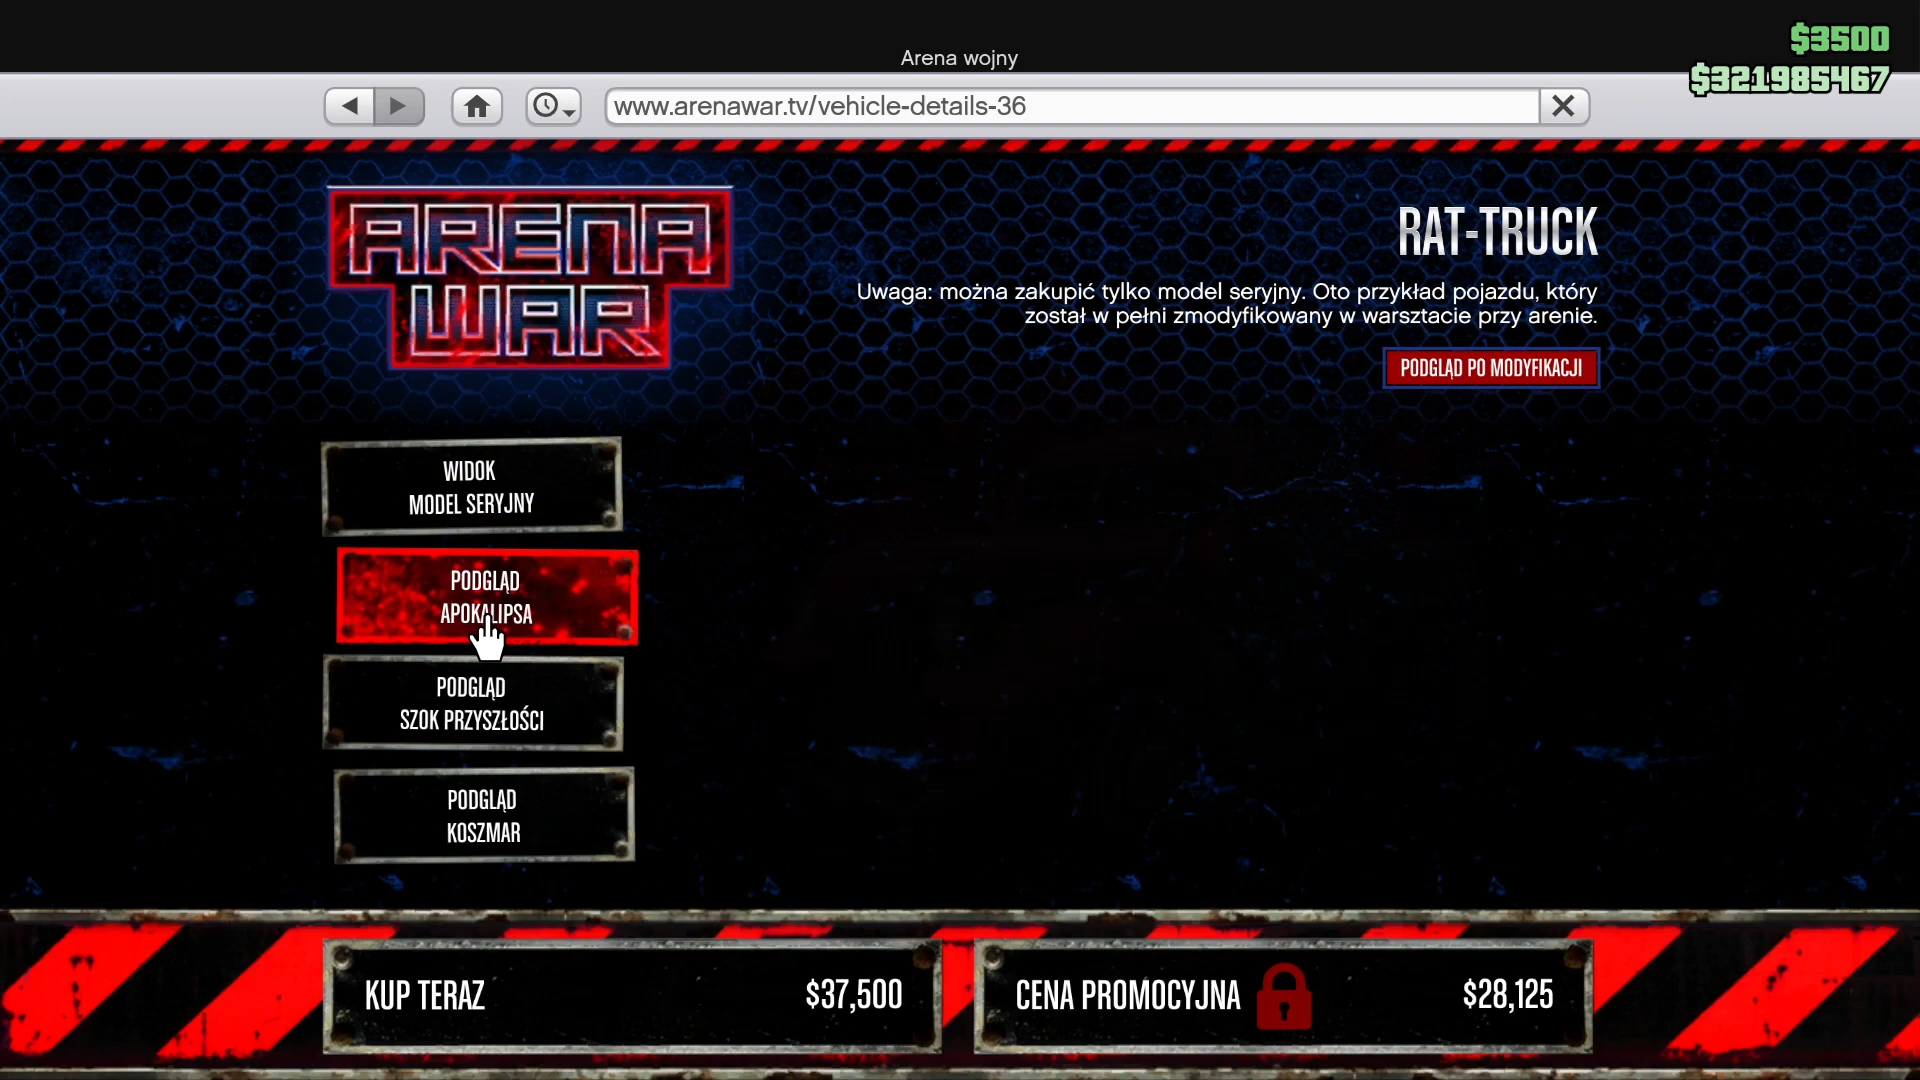 $3500
Arena wojny
$321985467
www.arenawar.tv/vehicle-details-36
ARENA
WAR
RAT-TRUCK
Uwaga: można zakupić tylko model seryjny. Oto przykład pojazdu, który
został w pełni zmodyfikowany w warsztacie przy arenie.
PODGLĄD PO MODYFIKACJI
WIDOK
MODEL SERYJNY
PODGLĄD
APOKALIPSA
PODGLĄD
SZOK PRZYSZŁOŚCI
PODGLĄD
KOSZMAR
KUP TERAZ $37,500
CENA PROMOCYJNA $28,125